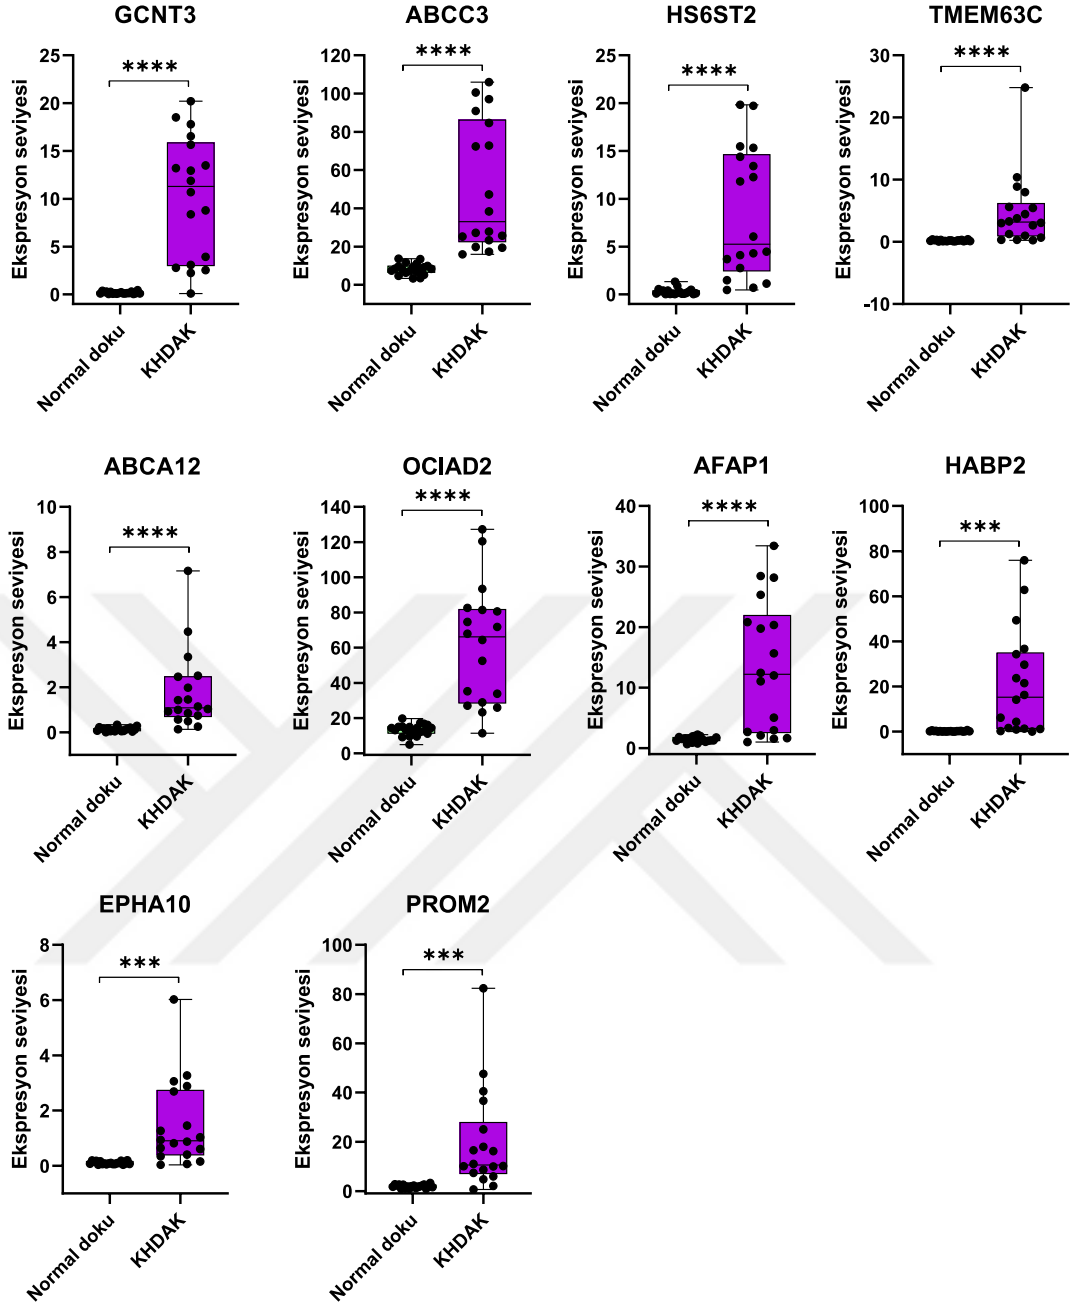 GCNT3
ABCC3
HS6ST2
TMEM63C
Ekspresyon seviyesi
25
20
15
10
5
0
****
Normal doku
KHDAK
Ekspresyon seviyesi
120
100
80
60
40
20
0
****
Normal doku
KHDAK
Ekspresyon seviyesi
25
20
15
10
5
0
****
Normal doku
KHDAK
Ekspresyon seviyesi
30
20
10
0
-10
****
Normal doku
KHDAK
ABCA12
OCIAD2
AFAP1
HABP2
Ekspresyon seviyesi
10
8
6
4
2
0
****
Normal doku
KHDAK
Ekspresyon seviyesi
140
120
100
80
60
40
20
0
****
Normal doku
KHDAK
Ekspresyon seviyesi
40
30
20
10
0
****
Normal doku
KHDAK
Ekspresyon seviyesi
100
80
60
40
20
0
***
Normal doku
KHDAK
EPHA10
PROM2
Ekspresyon seviyesi
8
6
4
2
0
***
Normal doku
KHDAK
Ekspresyon seviyesi
100
80
60
40
20
0
***
Normal doku
KHDAK